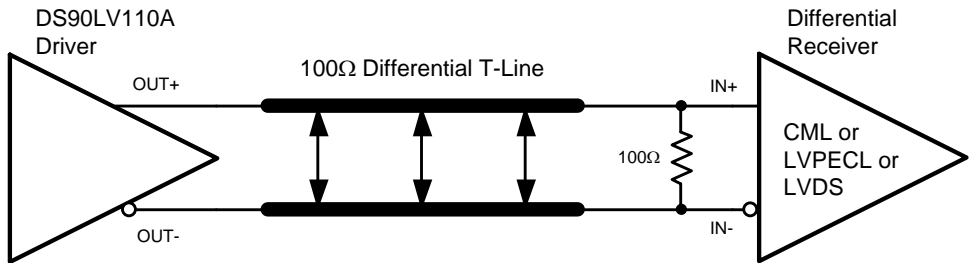 DS90LV110A
Driver
Differential
Receiver
100Ω Differential T-Line
OUT+
IN+
CML or
LVPECL or
LVDS
100Ω
OUT-
IN-